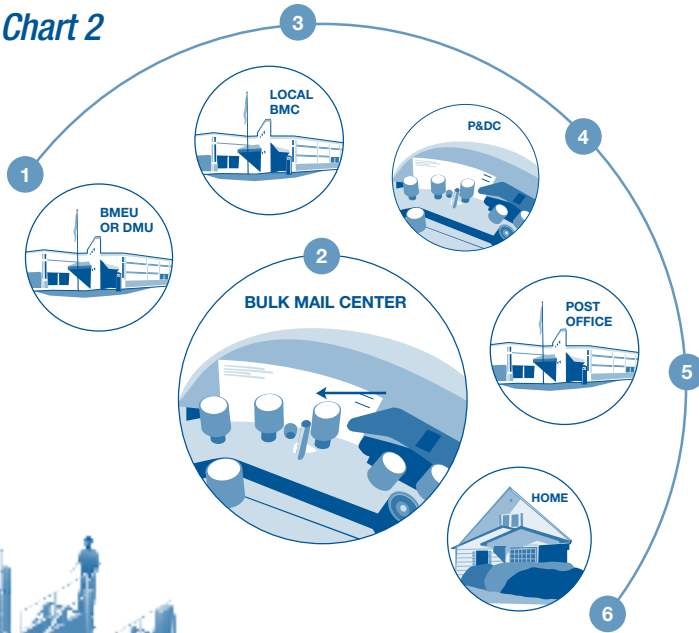 Chart 2
3
LOCAL
BMC
P&DC
4
1
BMEU
OR DMU
2
BULK MAIL CENTER
POST
OFFICE
5
HOME
6